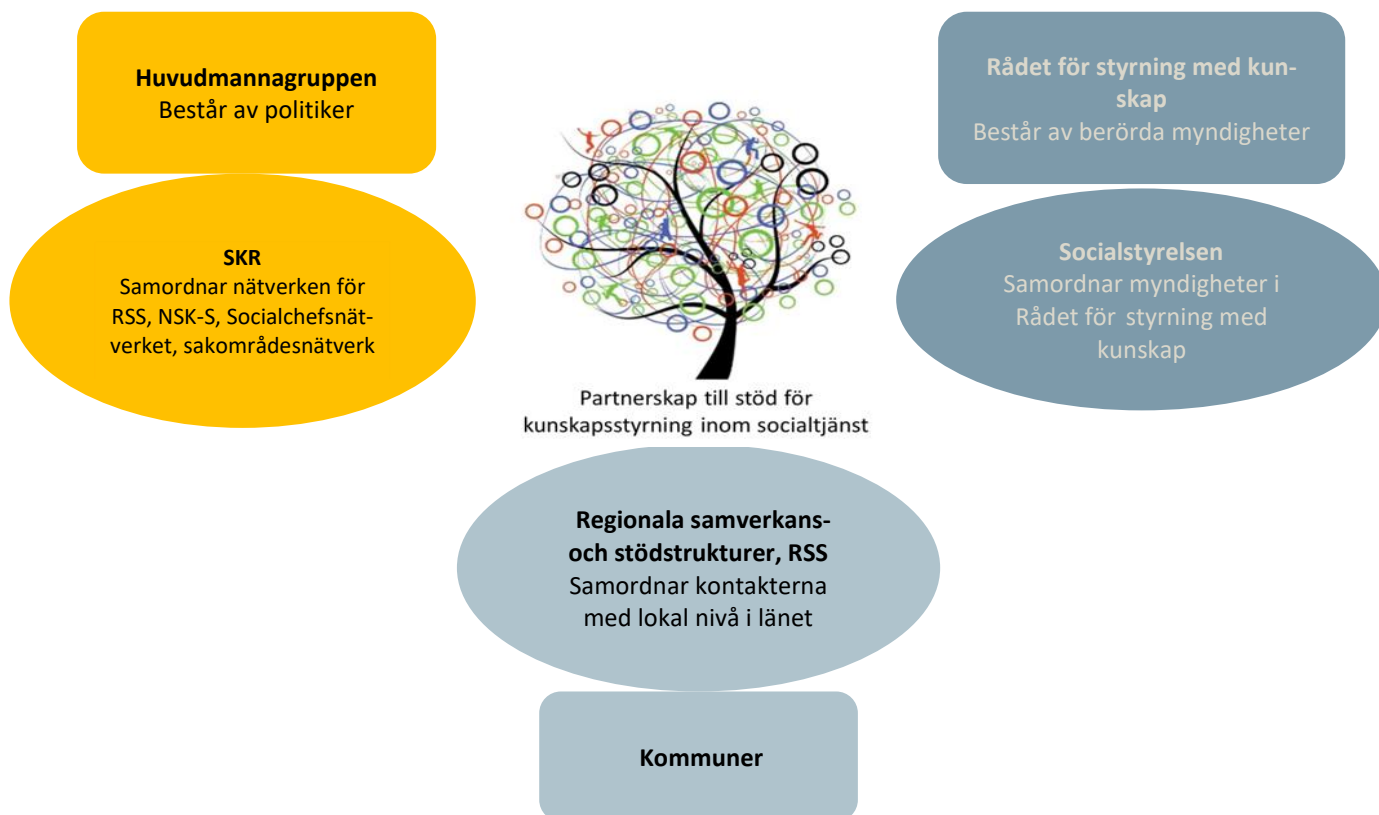 Huvudmannagruppen
Består av politiker
SKR
Samordnar nätverken för
RSS, NSK-S, Socialchefsnät-
verket, sakområdesnätverk
Rådet för styrning med kun-
skap
Består av berörda myndigheter
Socialstyrelsen
Samordnar myndigheter i
Rådet för styrning med
kunskap
Partnerskap till stöd för
kunskapsstyrning inom socialtjänst
Regionala samverkans-
och stödstrukturer, RSS
Samordnar kontakterna
med lokal nivå i länet
Kommuner